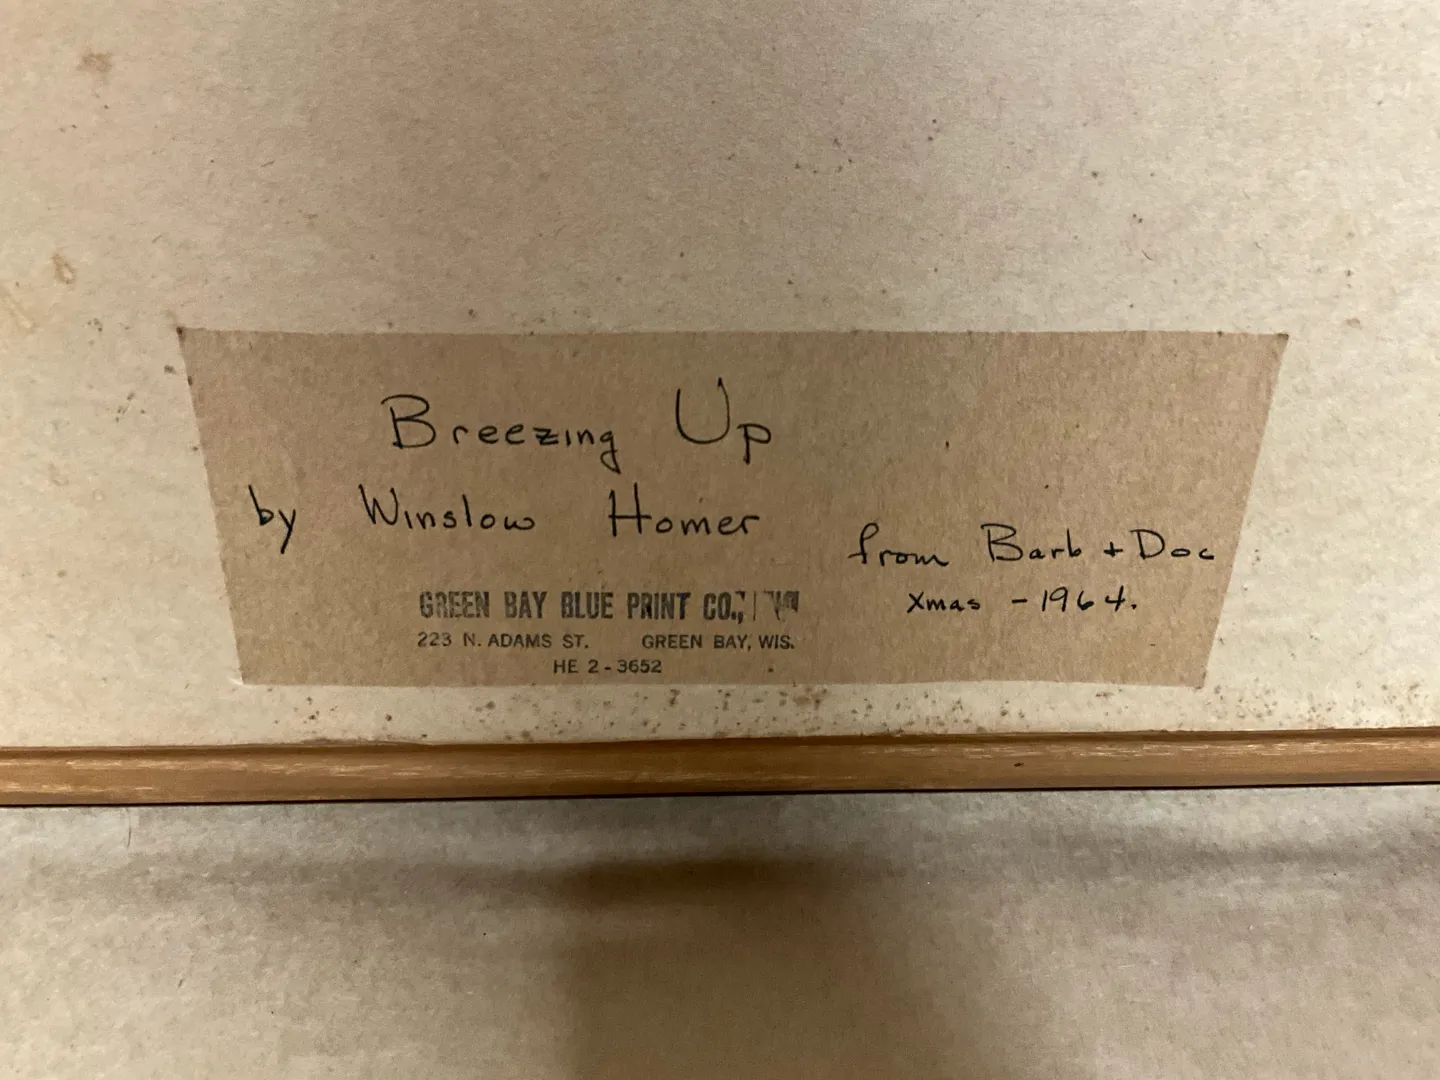 Breezing Up
by Winslow Homer
from Barb + Doc
Xmas - 1964.
GREEN BAY BLUE PRINT CO.,
223 N. ADAMS ST. GREEN BAY, WIS.
HE 2-3652